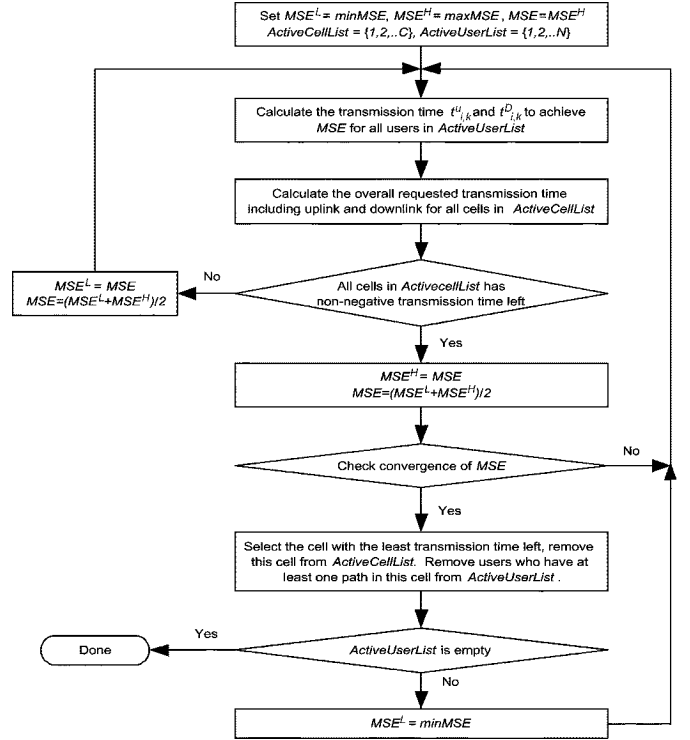 Set MSE^L = minMSE, MSE^H = maxMSE, MSE=MSE^H
ActiveCellList = {1,2,..C}, ActiveUserList = {1,2,..N}
Calculate the transmission time t^u_i,k and t^D_i,k to achieve
MSE for all users in ActiveUserList
Calculate the overall requested transmission time
including uplink and downlink for all cells in ActiveCellList
All cells in ActivecellList has
non-negative transmission time left
No
MSE^L = MSE
MSE=(MSE^L+MSE^H)/2
Yes
MSE^H = MSE
MSE=(MSE^L+MSE^H)/2
Check convergence of MSE
No
Yes
Select the cell with the least transmission time left, remove
this cell from ActiveCellList. Remove users who have at
least one path in this cell from ActiveUserList .
ActiveUserList is empty
Yes
Done
No
MSE^L = minMSE